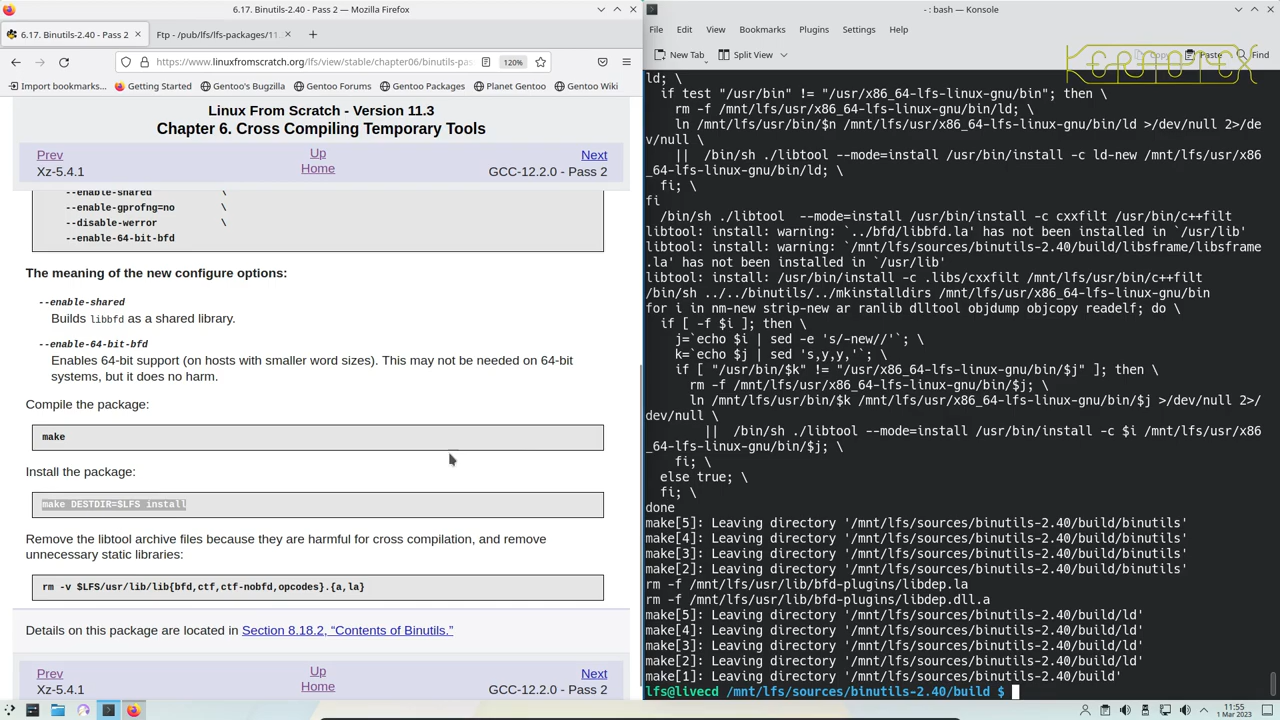 6.17. Binutils-2.40 - Pass 2 — Mozilla Firefox
6.17. Binutils-2.40 - Pass 2
Ftp - /pub/lfs/lfs-packages/11.
https://www.linuxfromscratch.org/lfs/view/stable/chapter06/binutils-pas
120%
Import bookmarks...
Getting Started
Gentoo's Bugzilla
Gentoo Forums
Gentoo Packages
Planet Gentoo
Gentoo Wiki
Linux From Scratch - Version 11.3
Chapter 6. Cross Compiling Temporary Tools
Prev
Up
Next
Xz-5.4.1
Home
GCC-12.2.0 - Pass 2
--enable-shared \
--enable-gprofng=no \
--disable-werror \
--enable-64-bit-bfd
The meaning of the new configure options:
--enable-shared
Builds libbfd as a shared library.
--enable-64-bit-bfd
Enables 64-bit support (on hosts with smaller word sizes). This may not be needed on 64-bit
systems, but it does no harm.
Compile the package:
make
Install the package:
make DESTDIR=$LFS install
Remove the libtool archive files because they are harmful for cross compilation, and remove
unnecessary static libraries:
rm -v $LFS/usr/lib/lib{bfd,ctf,ctf-nobfd,opcodes}.{a,la}
Details on this package are located in Section 8.18.2, “Contents of Binutils.”
Prev
Up
Next
Xz-5.4.1
Home
GCC-12.2.0 - Pass 2
- : bash — Konsole
File Edit View Bookmarks Plugins Settings Help
New Tab
Split View
Copy
Paste
Find
ld; \
if test "/usr/bin" != "/usr/x86_64-lfs-linux-gnu/bin"; then \
rm -f /mnt/lfs/usr/x86_64-lfs-linux-gnu/bin/ld; \
ln /mnt/lfs/usr/bin/$n /mnt/lfs/usr/x86_64-lfs-linux-gnu/bin/ld >/dev/null 2>/de
v/null \
|| /bin/sh ./libtool --mode=install /usr/bin/install -c ld-new /mnt/lfs/usr/x86
_64-lfs-linux-gnu/bin/ld; \
fi; \
fi
/bin/sh ./libtool --mode=install /usr/bin/install -c cxxfilt /usr/bin/c++filt
libtool: install: warning: `../bfd/libbfd.la' has not been installed in `/usr/lib'
libtool: install: warning: `/mnt/lfs/sources/binutils-2.40/build/libsframe/libsframe
.la' has not been installed in `/usr/lib'
libtool: install: /usr/bin/install -c .libs/cxxfilt /mnt/lfs/usr/bin/c++filt
/bin/sh ../../binutils/../mkinstalldirs /mnt/lfs/usr/x86_64-lfs-linux-gnu/bin
for i in nm-new strip-new ar ranlib dlltool objdump objcopy readelf; do \
if [ -f $i ]; then \
j=`echo $i | sed -e 's/-new//'`; \
k=`echo $j | sed 's,y,y,'`; \
if [ "/usr/bin/$k" != "/usr/x86_64-lfs-linux-gnu/bin/$j" ]; then \
rm -f /mnt/lfs/usr/x86_64-lfs-linux-gnu/bin/$j; \
ln /mnt/lfs/usr/bin/$k /mnt/lfs/usr/x86_64-lfs-linux-gnu/bin/$j >/dev/null 2>/
dev/null \
|| /bin/sh ./libtool --mode=install /usr/bin/install -c $i /mnt/lfs/usr/x86
_64-lfs-linux-gnu/bin/$j; \
fi; \
else true; \
fi; \
done
make[5]: Leaving directory '/mnt/lfs/sources/binutils-2.40/build/binutils'
make[4]: Leaving directory '/mnt/lfs/sources/binutils-2.40/build/binutils'
make[3]: Leaving directory '/mnt/lfs/sources/binutils-2.40/build/binutils'
make[2]: Leaving directory '/mnt/lfs/sources/binutils-2.40/build/binutils'
rm -f /mnt/lfs/usr/lib/bfd-plugins/libdep.la
rm -f /mnt/lfs/usr/lib/bfd-plugins/libdep.dll.a
make[5]: Leaving directory '/mnt/lfs/sources/binutils-2.40/build/ld'
make[4]: Leaving directory '/mnt/lfs/sources/binutils-2.40/build/ld'
make[3]: Leaving directory '/mnt/lfs/sources/binutils-2.40/build/ld'
make[2]: Leaving directory '/mnt/lfs/sources/binutils-2.40/build/ld'
make[1]: Leaving directory '/mnt/lfs/sources/binutils-2.40/build'
lfs@livecd /mnt/lfs/sources/binutils-2.40/build $
11:55
1 Mar 2023